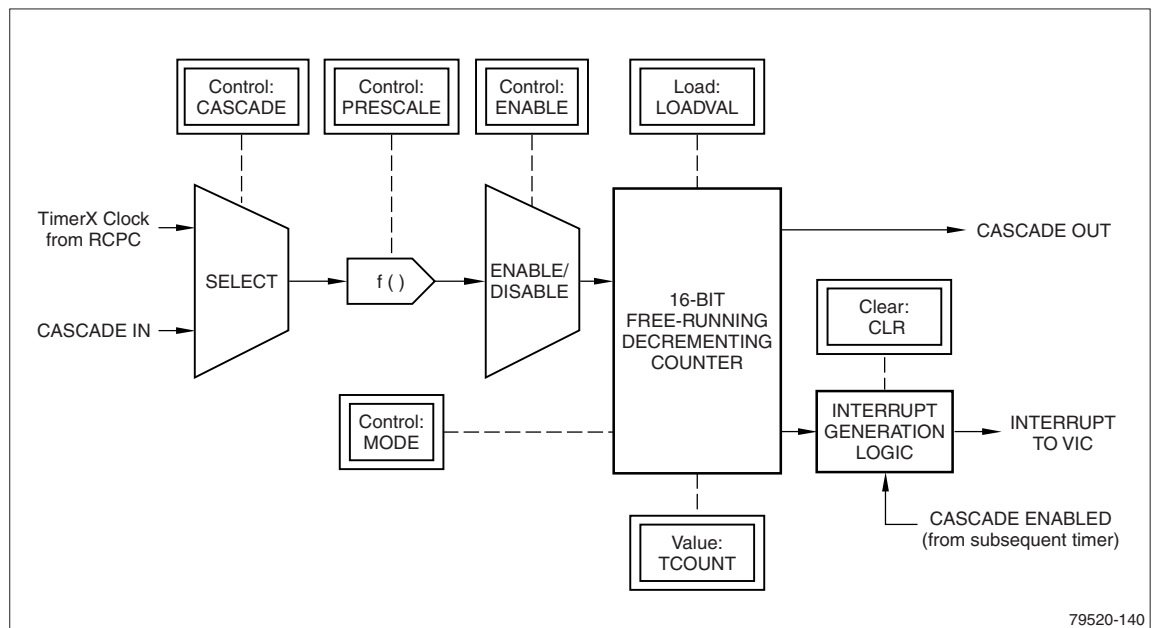 Control:
CASCADE
Control:
PRESCALE
Control:
ENABLE
Load:
LOADVAL
TimerX Clock
from RCPC
SELECT
f ( )
ENABLE/
DISABLE
CASCADE IN
16-BIT
FREE-RUNNING
DECREMENTING
COUNTER
CASCADE OUT
Clear:
CLR
Control:
MODE
INTERRUPT
GENERATION
LOGIC
INTERRUPT
TO VIC
CASCADE ENABLED
(from subsequent timer)
Value:
TCOUNT
79520-140